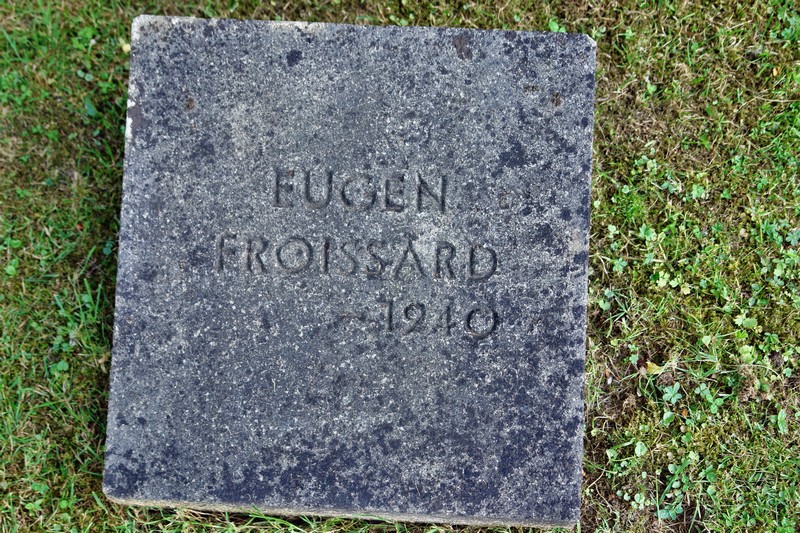 EUGEN
FROISSARD
– 1940